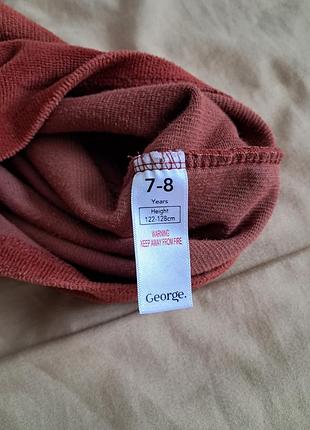 7-8
Years
Height
122-128cm
WARNING
KEEP AWAY FROM FIRE
George.